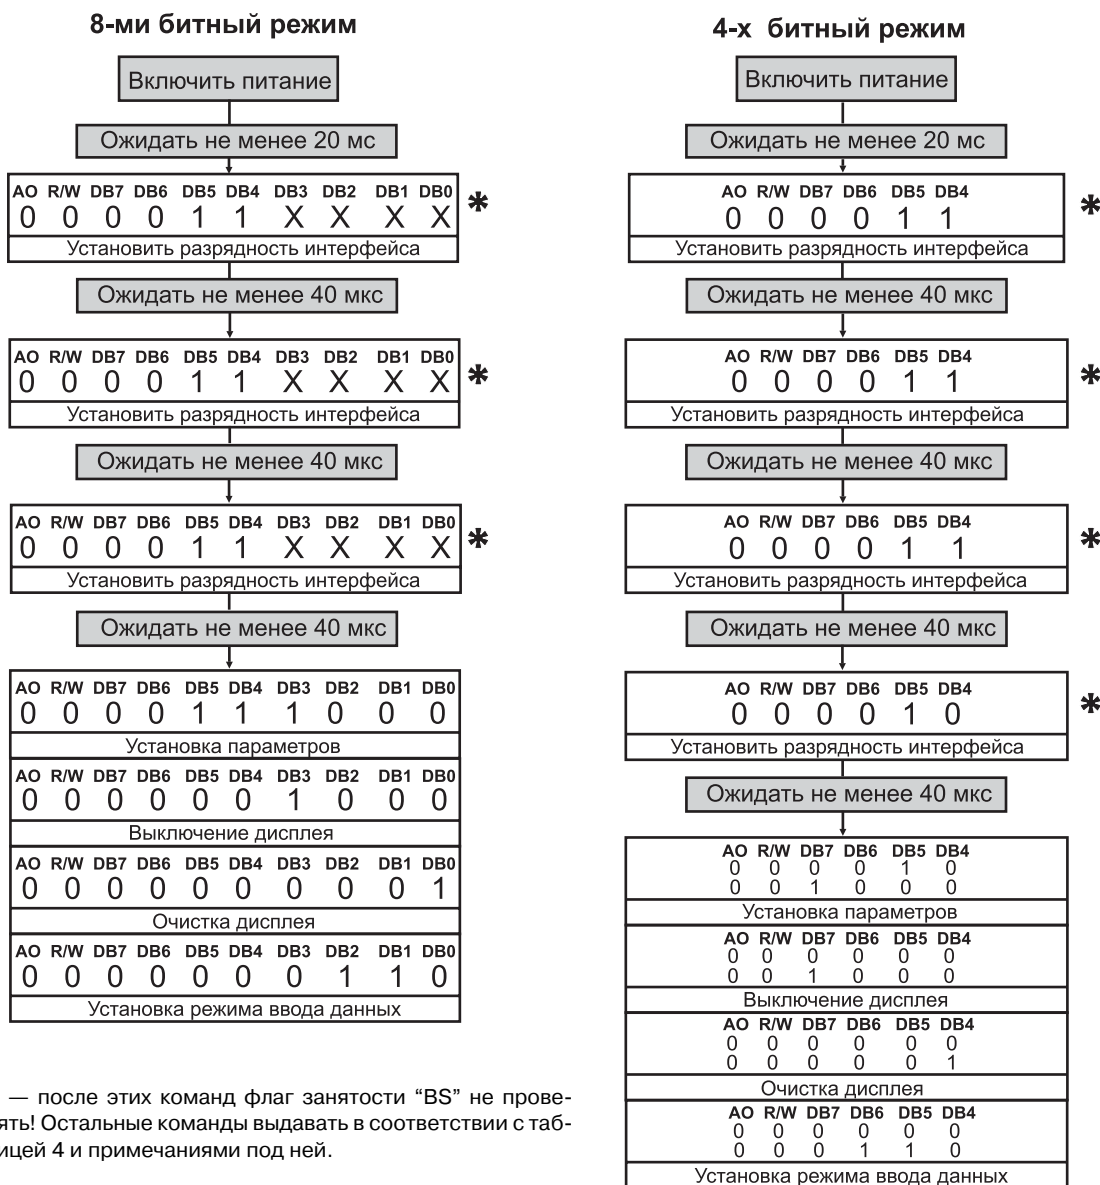 8-ми битный режим
Включить питание
Ожидать не менее 20 мс
AO R/W DB7 DB6 DB5 DB4 DB3 DB2 DB1 DB0
0 0 0 0 1 1 X X X X *
Установить разрядность интерфейса
Ожидать не менее 40 мкс
AO R/W DB7 DB6 DB5 DB4 DB3 DB2 DB1 DB0
0 0 0 0 1 1 X X X X *
Установить разрядность интерфейса
Ожидать не менее 40 мкс
AO R/W DB7 DB6 DB5 DB4 DB3 DB2 DB1 DB0
0 0 0 0 1 1 X X X X *
Установить разрядность интерфейса
Ожидать не менее 40 мкс
AO R/W DB7 DB6 DB5 DB4 DB3 DB2 DB1 DB0
0 0 0 0 1 1 1 0 0 0
Установка параметров
AO R/W DB7 DB6 DB5 DB4 DB3 DB2 DB1 DB0
0 0 0 0 0 0 1 0 0 0
Выключение дисплея
AO R/W DB7 DB6 DB5 DB4 DB3 DB2 DB1 DB0
0 0 0 0 0 0 0 0 0 1
Очистка дисплея
AO R/W DB7 DB6 DB5 DB4 DB3 DB2 DB1 DB0
0 0 0 0 0 0 0 1 1 0
Установка режима ввода данных
— после этих команд флаг занятости “BS” не прове-
ять! Остальные команды выдавать в соответствии с таб-
ицей 4 и примечаниями под ней.
4-х битный режим
Включить питание
Ожидать не менее 20 мс
AO R/W DB7 DB6 DB5 DB4
0 0 0 0 1 1 *
Установить разрядность интерфейса
Ожидать не менее 40 мкс
AO R/W DB7 DB6 DB5 DB4
0 0 0 0 1 1 *
Установить разрядность интерфейса
Ожидать не менее 40 мкс
AO R/W DB7 DB6 DB5 DB4
0 0 0 0 1 1 *
Установить разрядность интерфейса
Ожидать не менее 40 мкс
AO R/W DB7 DB6 DB5 DB4
0 0 0 0 1 0 *
Установить разрядность интерфейса
Ожидать не менее 40 мкс
AO R/W DB7 DB6 DB5 DB4
0 0 0 0 1 0
0 0 1 0 0 0
Установка параметров
AO R/W DB7 DB6 DB5 DB4
0 0 0 0 0 0
0 0 1 0 0 0
Выключение дисплея
AO R/W DB7 DB6 DB5 DB4
0 0 0 0 0 0
0 0 0 0 0 1
Очистка дисплея
AO R/W DB7 DB6 DB5 DB4
0 0 0 0 0 0
0 0 0 1 1 0
Установка режима ввода данных